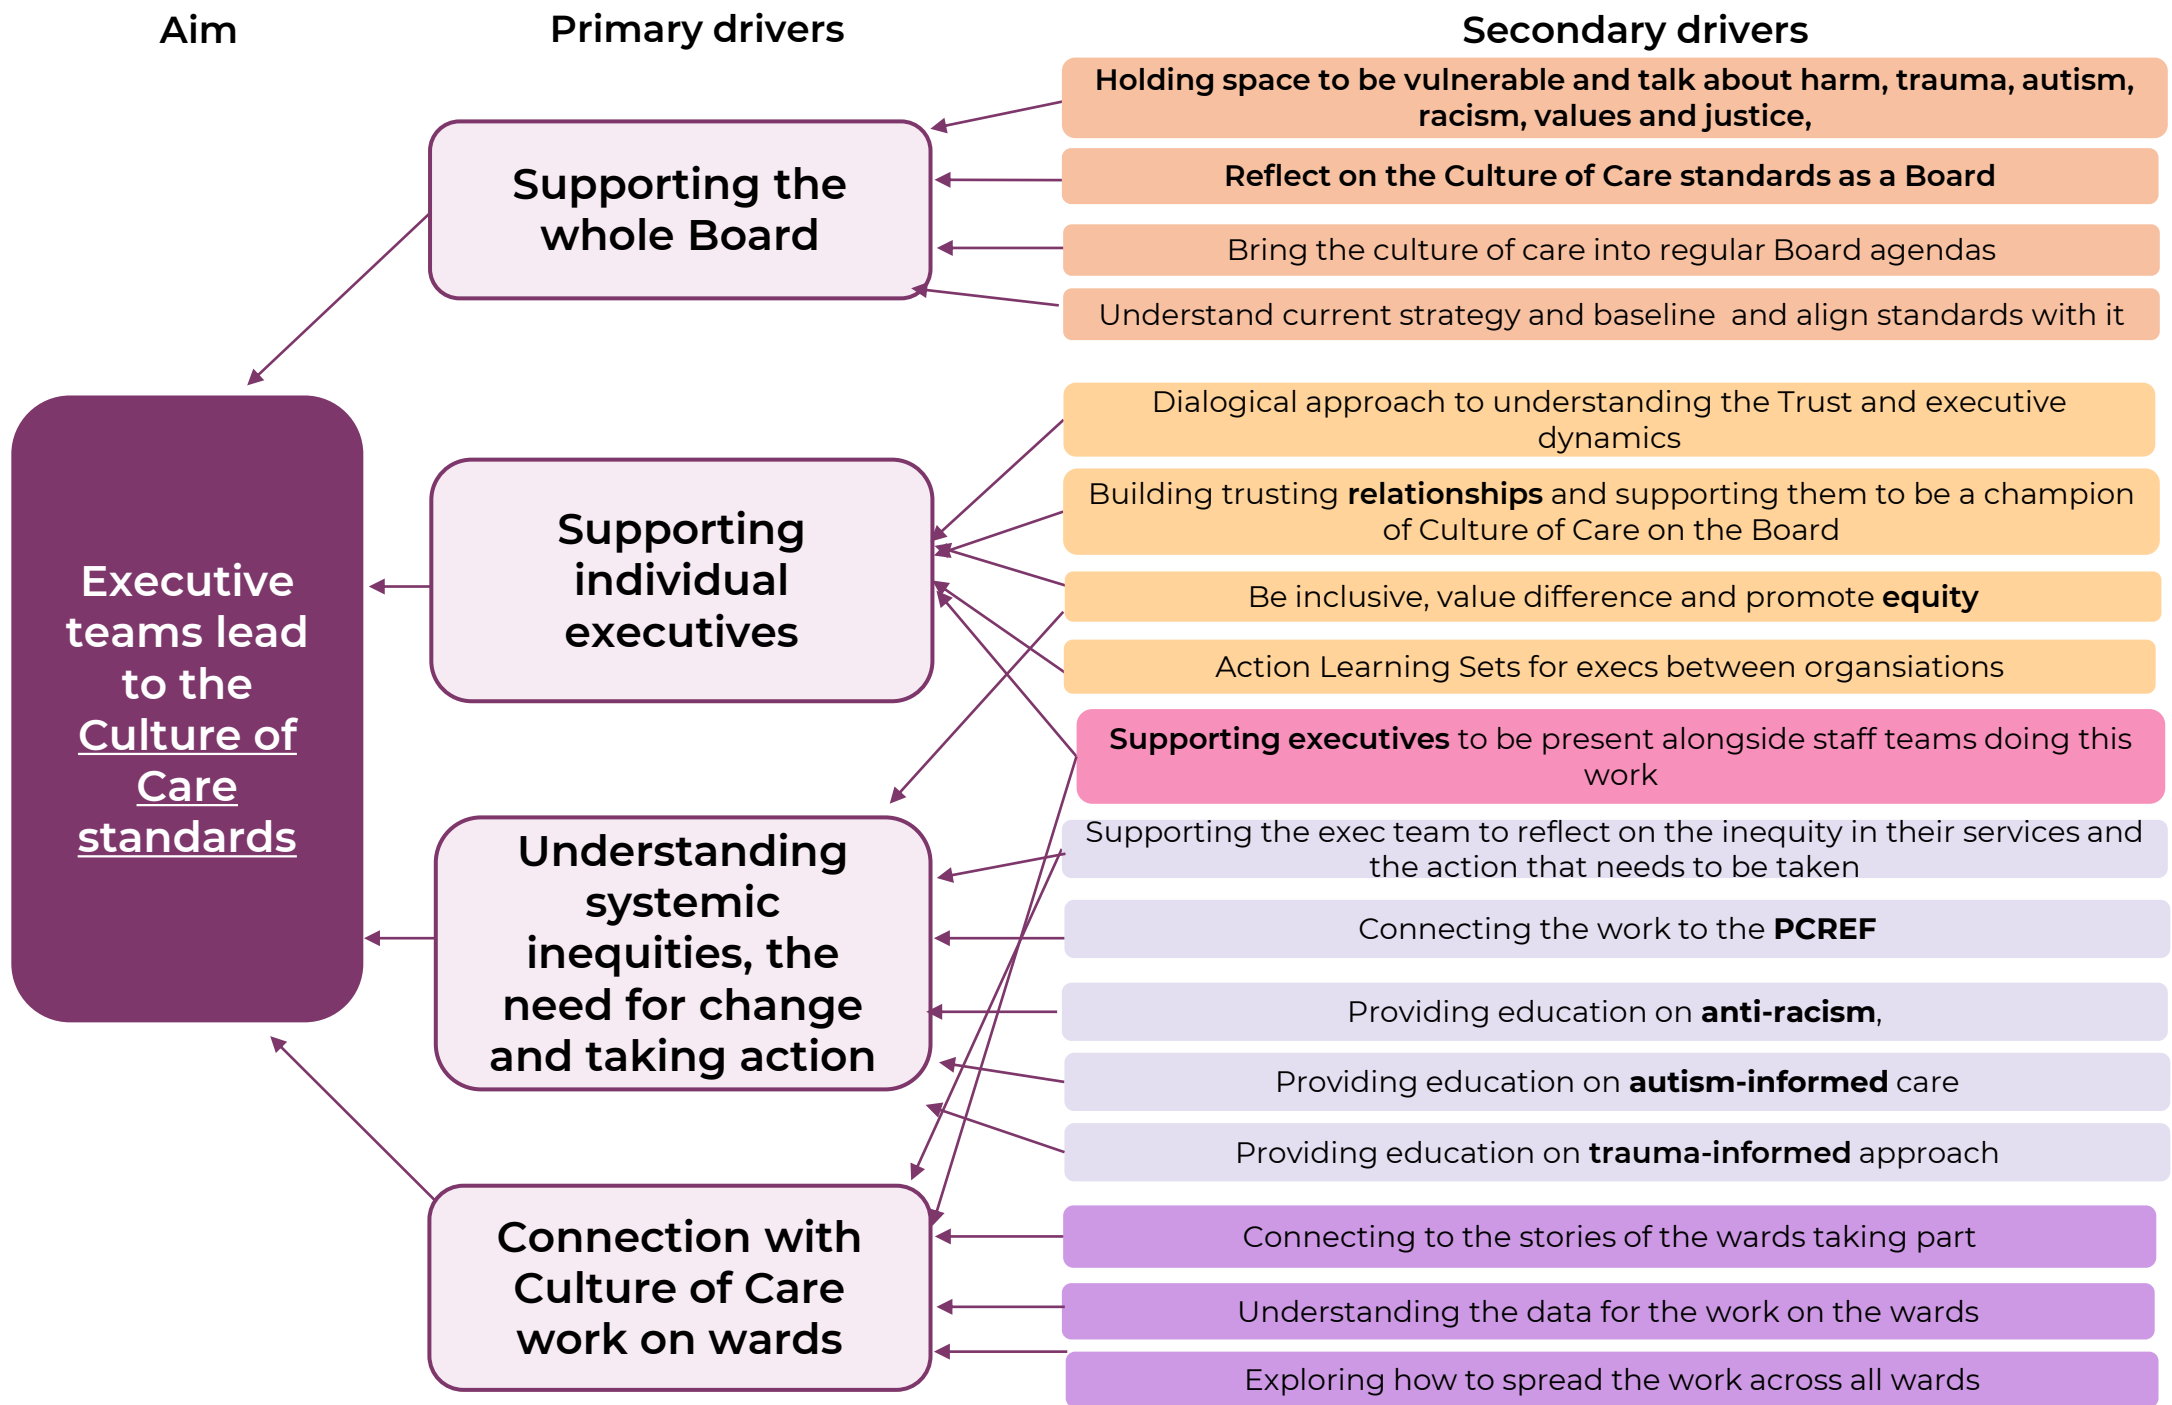 Aim
Primary drivers
Secondary drivers
Executive
teams lead
to the
Culture of
Care
standards
Supporting the
whole Board
Supporting
individual
executives
Understanding
systemic
inequities, the
need for change
and taking action
Connection with
Culture of Care
work on wards
Holding space to be vulnerable and talk about harm, trauma, autism,
racism, values and justice,
Reflect on the Culture of Care standards as a Board
Bring the culture of care into regular Board agendas
Understand current strategy and baseline  and align standards with it
Dialogical approach to understanding the Trust and executive
dynamics
Building trusting relationships and supporting them to be a champion
of Culture of Care on the Board
Be inclusive, value difference and promote equity
Action Learning Sets for execs between organsiations
Supporting executives to be present alongside staff teams doing this
work
Supporting the exec team to reflect on the inequity in their services and
the action that needs to be taken
Connecting the work to the PCREF
Providing education on anti-racism,
Providing education on autism-informed care
Providing education on trauma-informed approach
Connecting to the stories of the wards taking part
Understanding the data for the work on the wards
Exploring how to spread the work across all wards